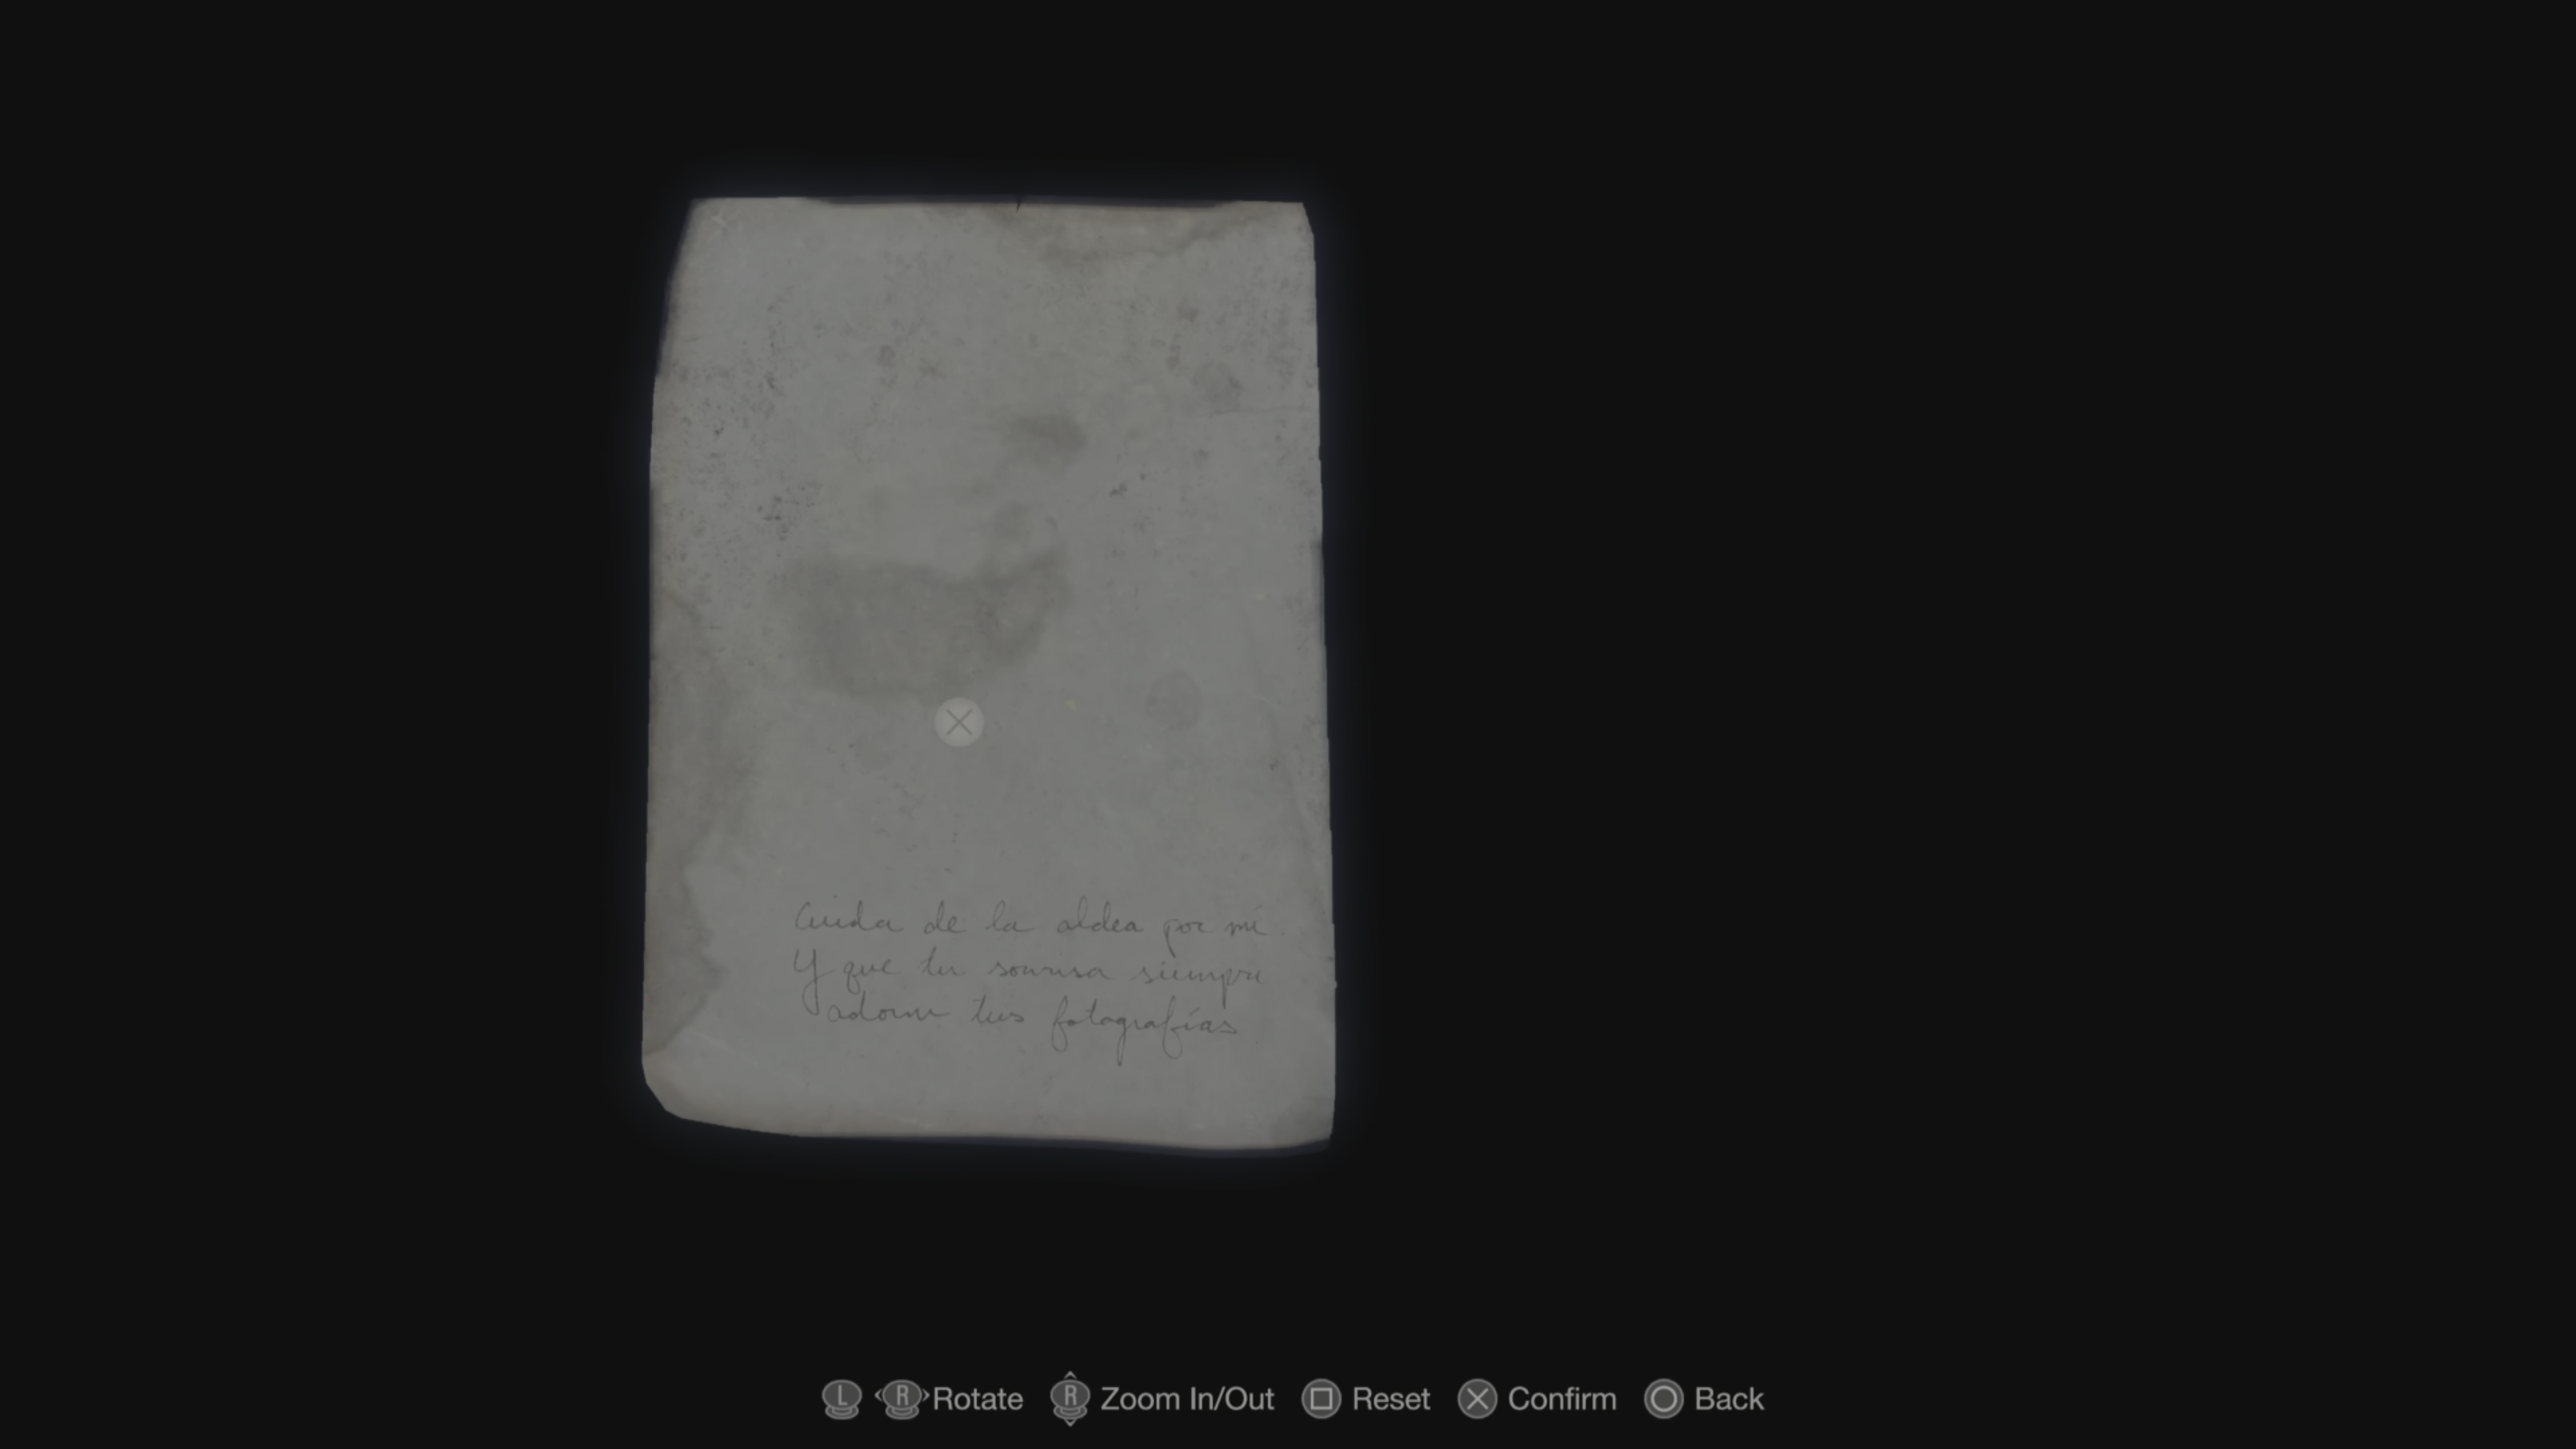 Cuida de la aldea por mí.
Y que tu sonrisa siempre
adorne tus fotografías
L R Rotate R Zoom In/Out Reset Confirm Back